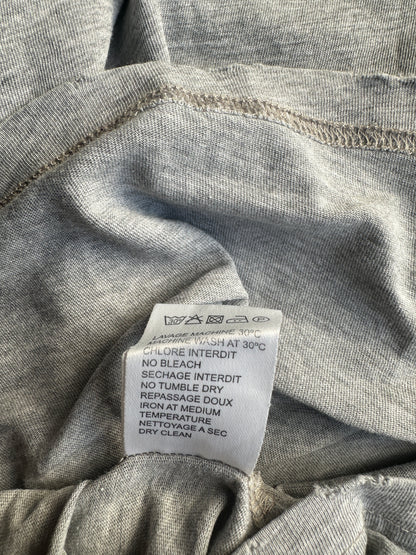 LAVAGE MACHINE 30°C
MACHINE WASH AT 30°C
CHLORE INTERDIT
NO BLEACH
SECHAGE INTERDIT
NO TUMBLE DRY
REPASSAGE DOUX
IRON AT MEDIUM
TEMPERATURE
NETTOYAGE A SEC
DRY CLEAN